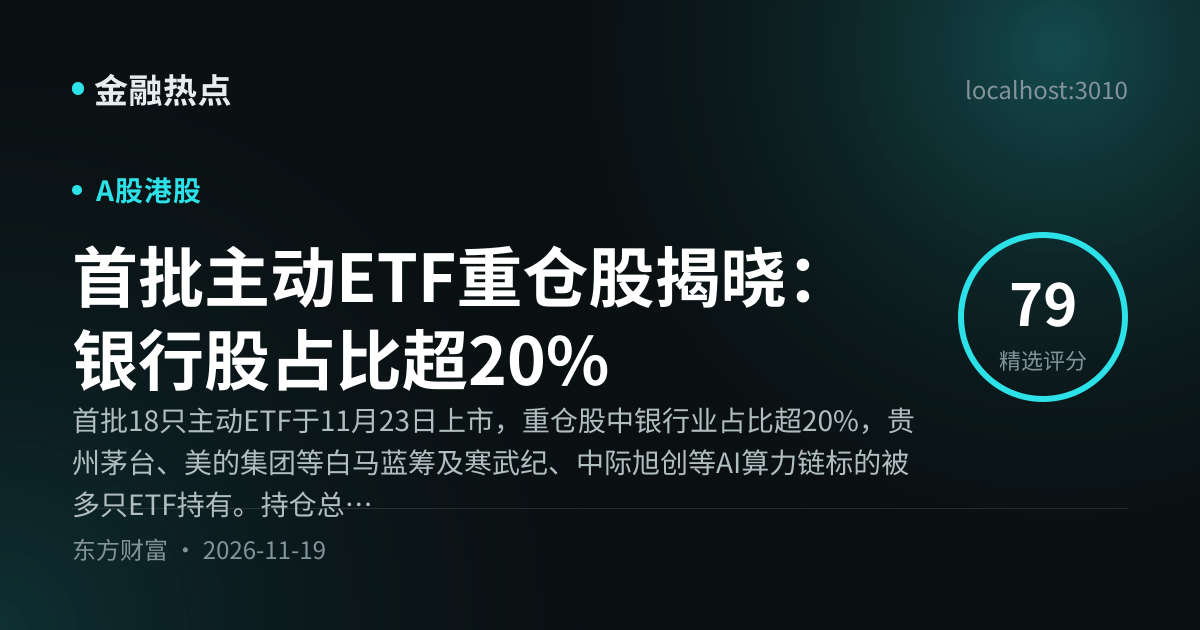 金融热点
localhost:3010
A股港股
首批主动ETF重仓股揭晓：
银行股占比超20%
79
精选评分
首批18只主动ETF于11月23日上市，重仓股中银行业占比超20%，贵
州茅台、美的集团等白马蓝筹及寒武纪、中际旭创等AI算力链标的被
多只ETF持有。持仓总…
东方财富 · 2026-11-19